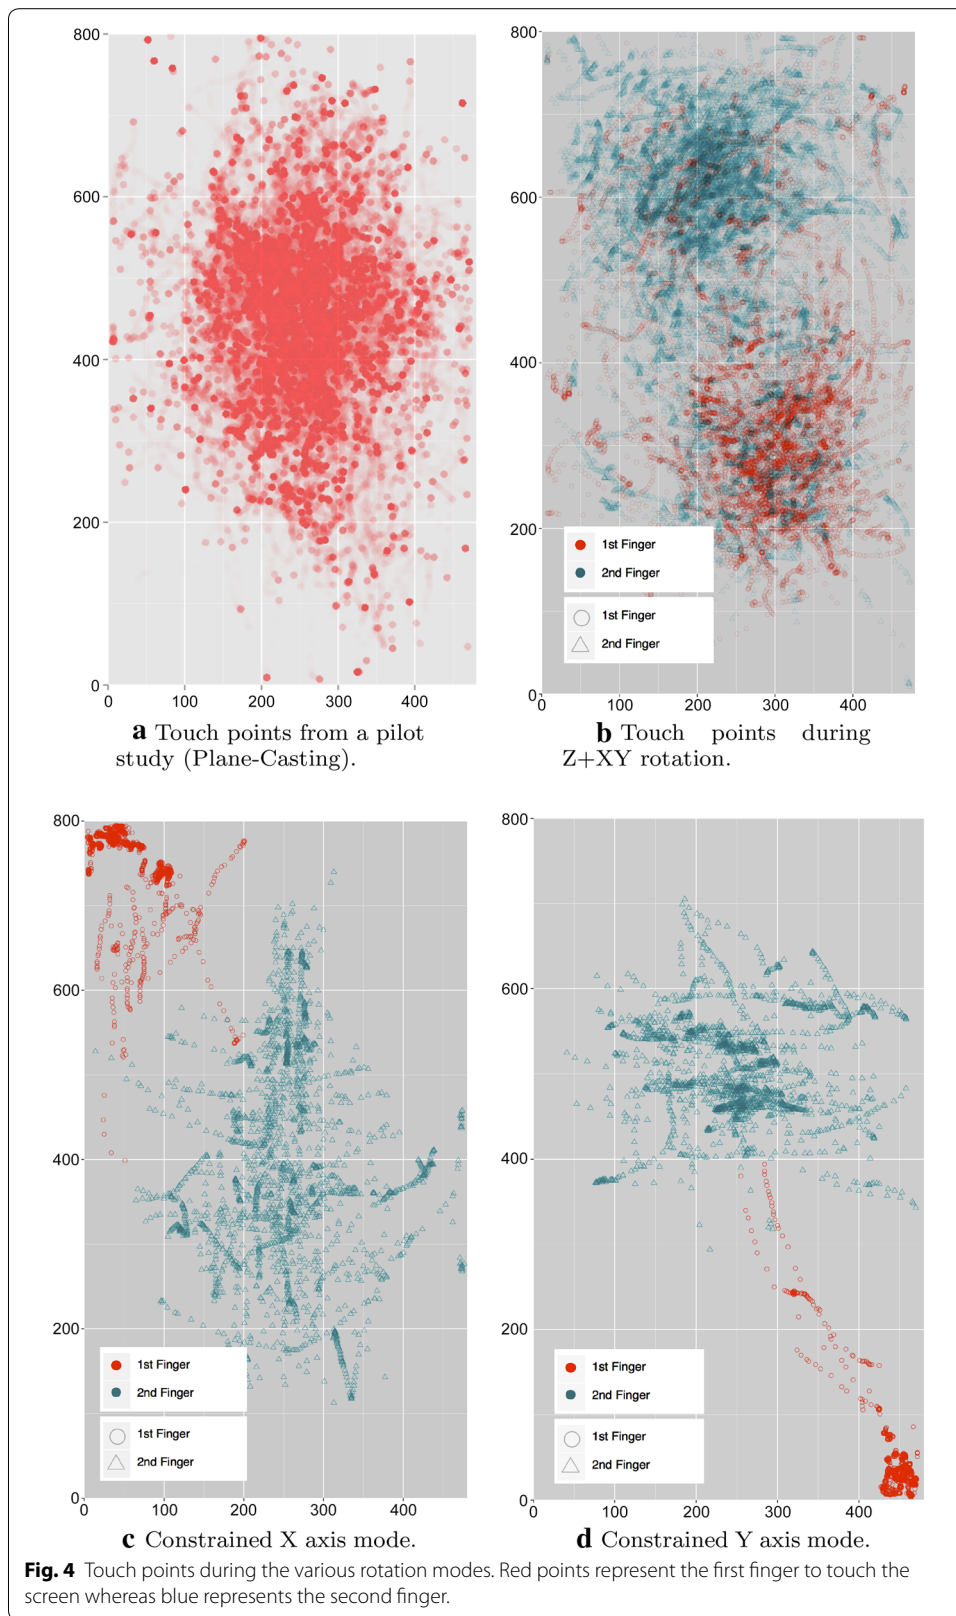 800
600
400
200
0
0 100 200 300 400
a Touch points from a pilot
study (Plane-Casting).
800
600
400
200
0
0 100 200 300 400
1st Finger
2nd Finger
1st Finger
2nd Finger
b Touch points during
Z+XY rotation.
800
600
400
200
0
0 100 200 300 400
1st Finger
2nd Finger
1st Finger
2nd Finger
c Constrained X axis mode.
800
600
400
200
0
0 100 200 300 400
1st Finger
2nd Finger
1st Finger
2nd Finger
d Constrained Y axis mode.
Fig. 4 Touch points during the various rotation modes. Red points represent the first finger to touch the
screen whereas blue represents the second finger.